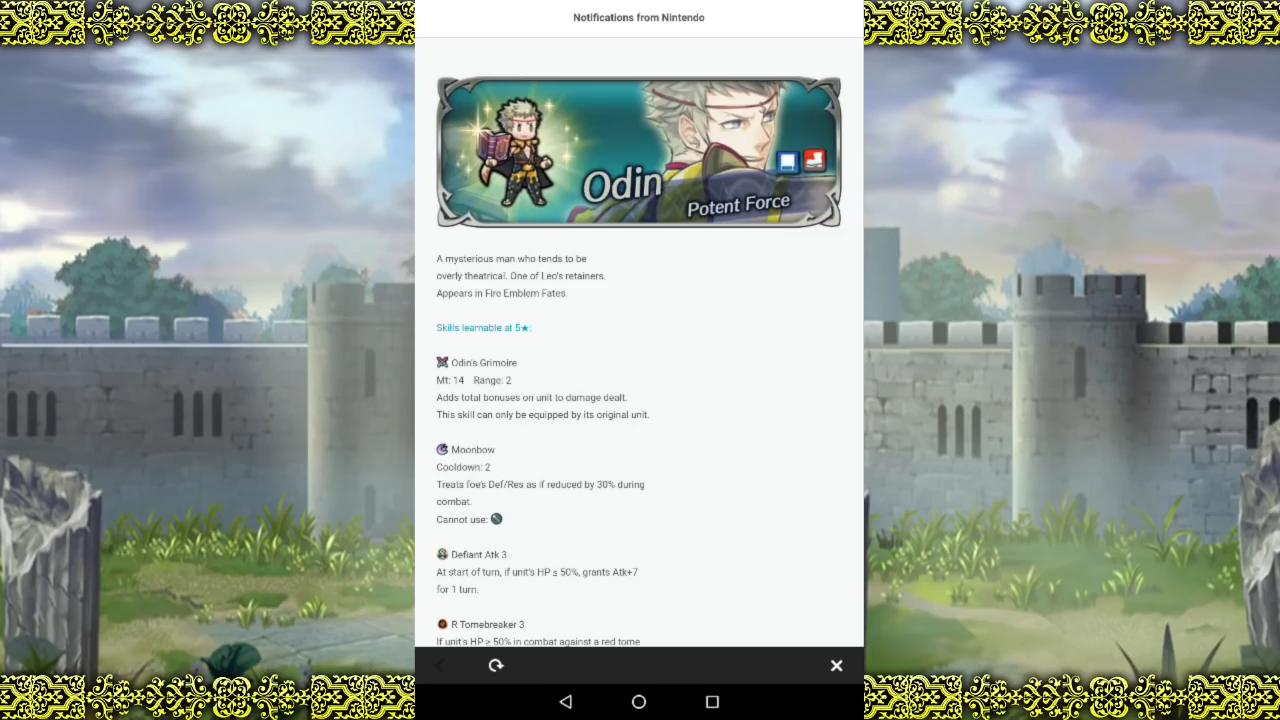 Notifications from Nintendo
Odin
Potent Force
A mysterious man who tends to be
overly theatrical. One of Leo's retainers.
Appears in Fire Emblem Fates.
Skills learnable at 5★:
Odin's Grimoire
Mt: 14 Range: 2
Adds total bonuses on unit to damage dealt.
This skill can only be equipped by its original unit.
Moonbow
Cooldown: 2
Treats foe's Def/Res as if reduced by 30% during
combat.
Cannot use:
Defiant Atk 3
At start of turn, if unit's HP ≤ 50%, grants Atk+7
for 1 turn.
R Tomebreaker 3
If unit's HP ≥ 50% in combat against a red tome